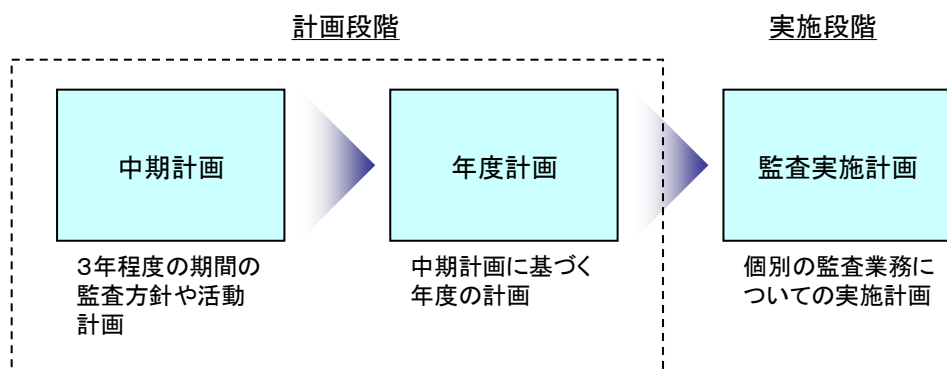 計画段階
実施段階
中期計画
年度計画
監査実施計画
3年程度の期間の
監査方針や活動
計画
中期計画に基づく
年度の計画
個別の監査業務に
ついての実施計画